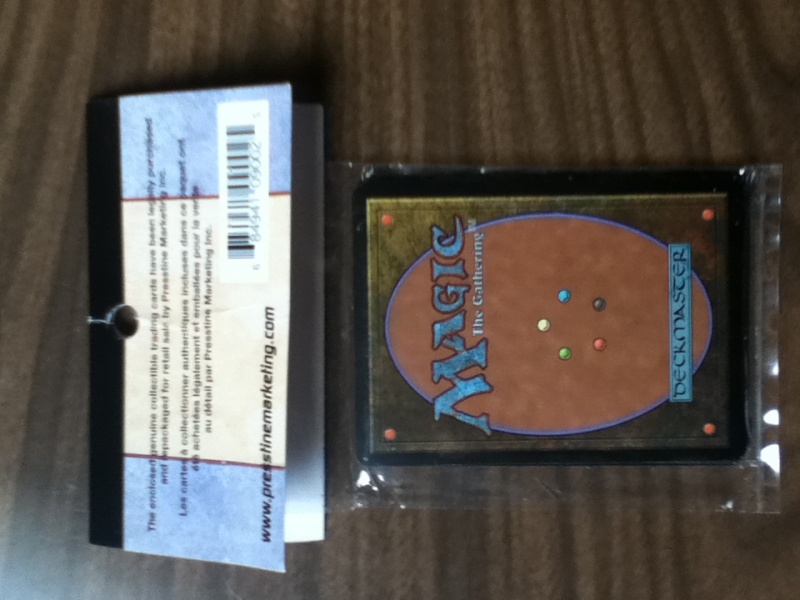 The enclosed genuine collectible trading cards have been legally purchased
and repackaged for retail sale by Presstine Marketing Inc.
Les cartes à collectionner authentiques incluses dans ce paquet ont
été achetées légalement et emballées pour la vente
au détail par Presstine Marketing Inc.
www.presstinemarketing.com
MAGIC
The Gathering
DECKMASTER